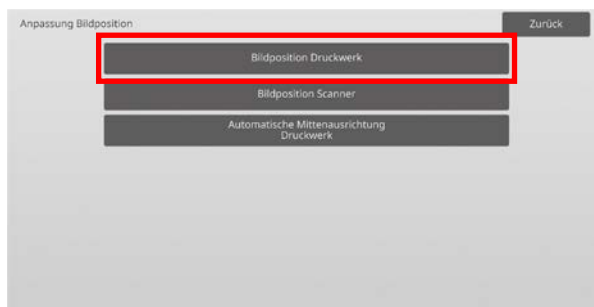 Anpassung Bildposition
Zurück
Bildposition Druckwerk
Bildposition Scanner
Automatische Mittenausrichtung
Druckwerk